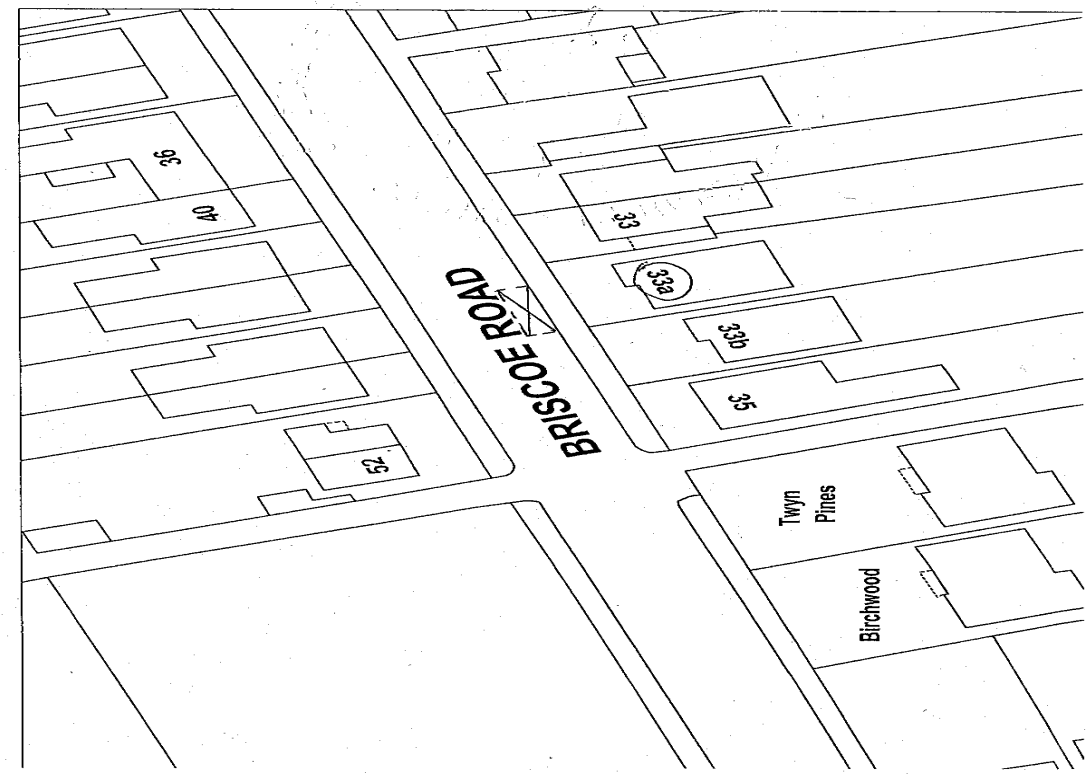 36
40
33
33a
BRISCOE ROAD
33b
35
52
Twyn
Pines
Birchwood